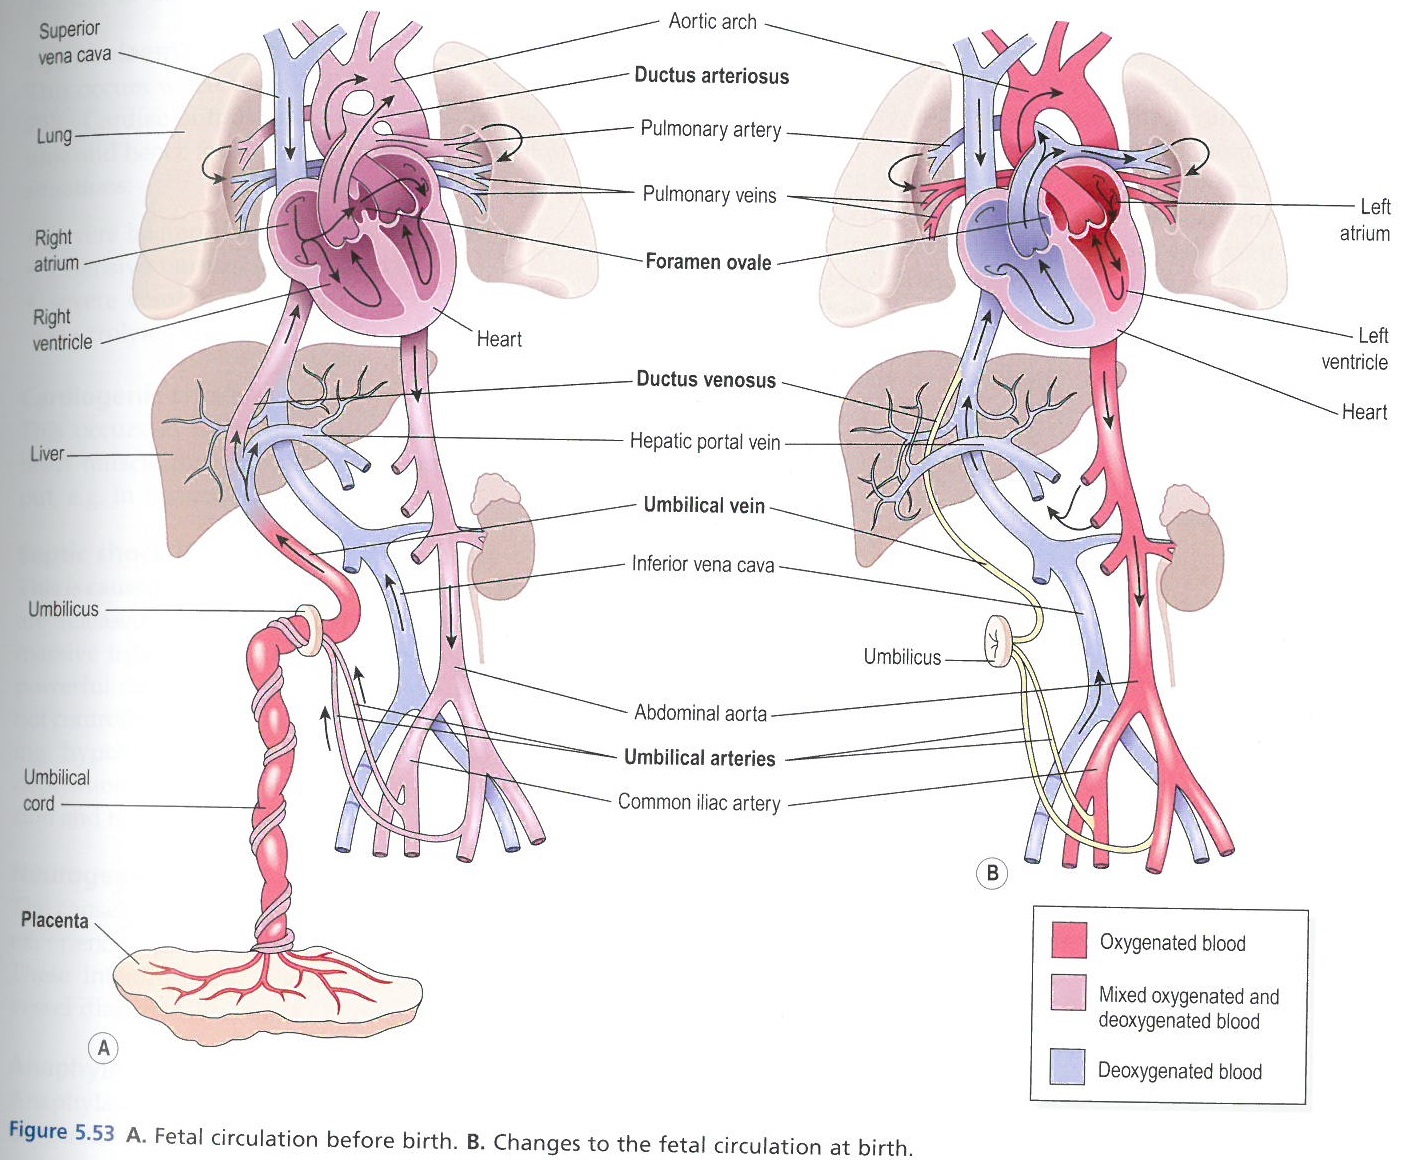 Superior
vena cava
Lung
Right
atrium
Right
ventricle
Liver
Umbilicus
Umbilical
cord
Placenta
A
Aortic arch
Ductus arteriosus
Pulmonary artery
Pulmonary veins
Foramen ovale
Heart
Ductus venosus
Hepatic portal vein
Umbilical vein
Inferior vena cava
Abdominal aorta
Umbilical arteries
Common iliac artery
Left
atrium
Left
ventricle
Heart
Umbilicus
B
Oxygenated blood
Mixed oxygenated and
deoxygenated blood
Deoxygenated blood
Figure 5.53 A. Fetal circulation before birth. B. Changes to the fetal circulation at birth.